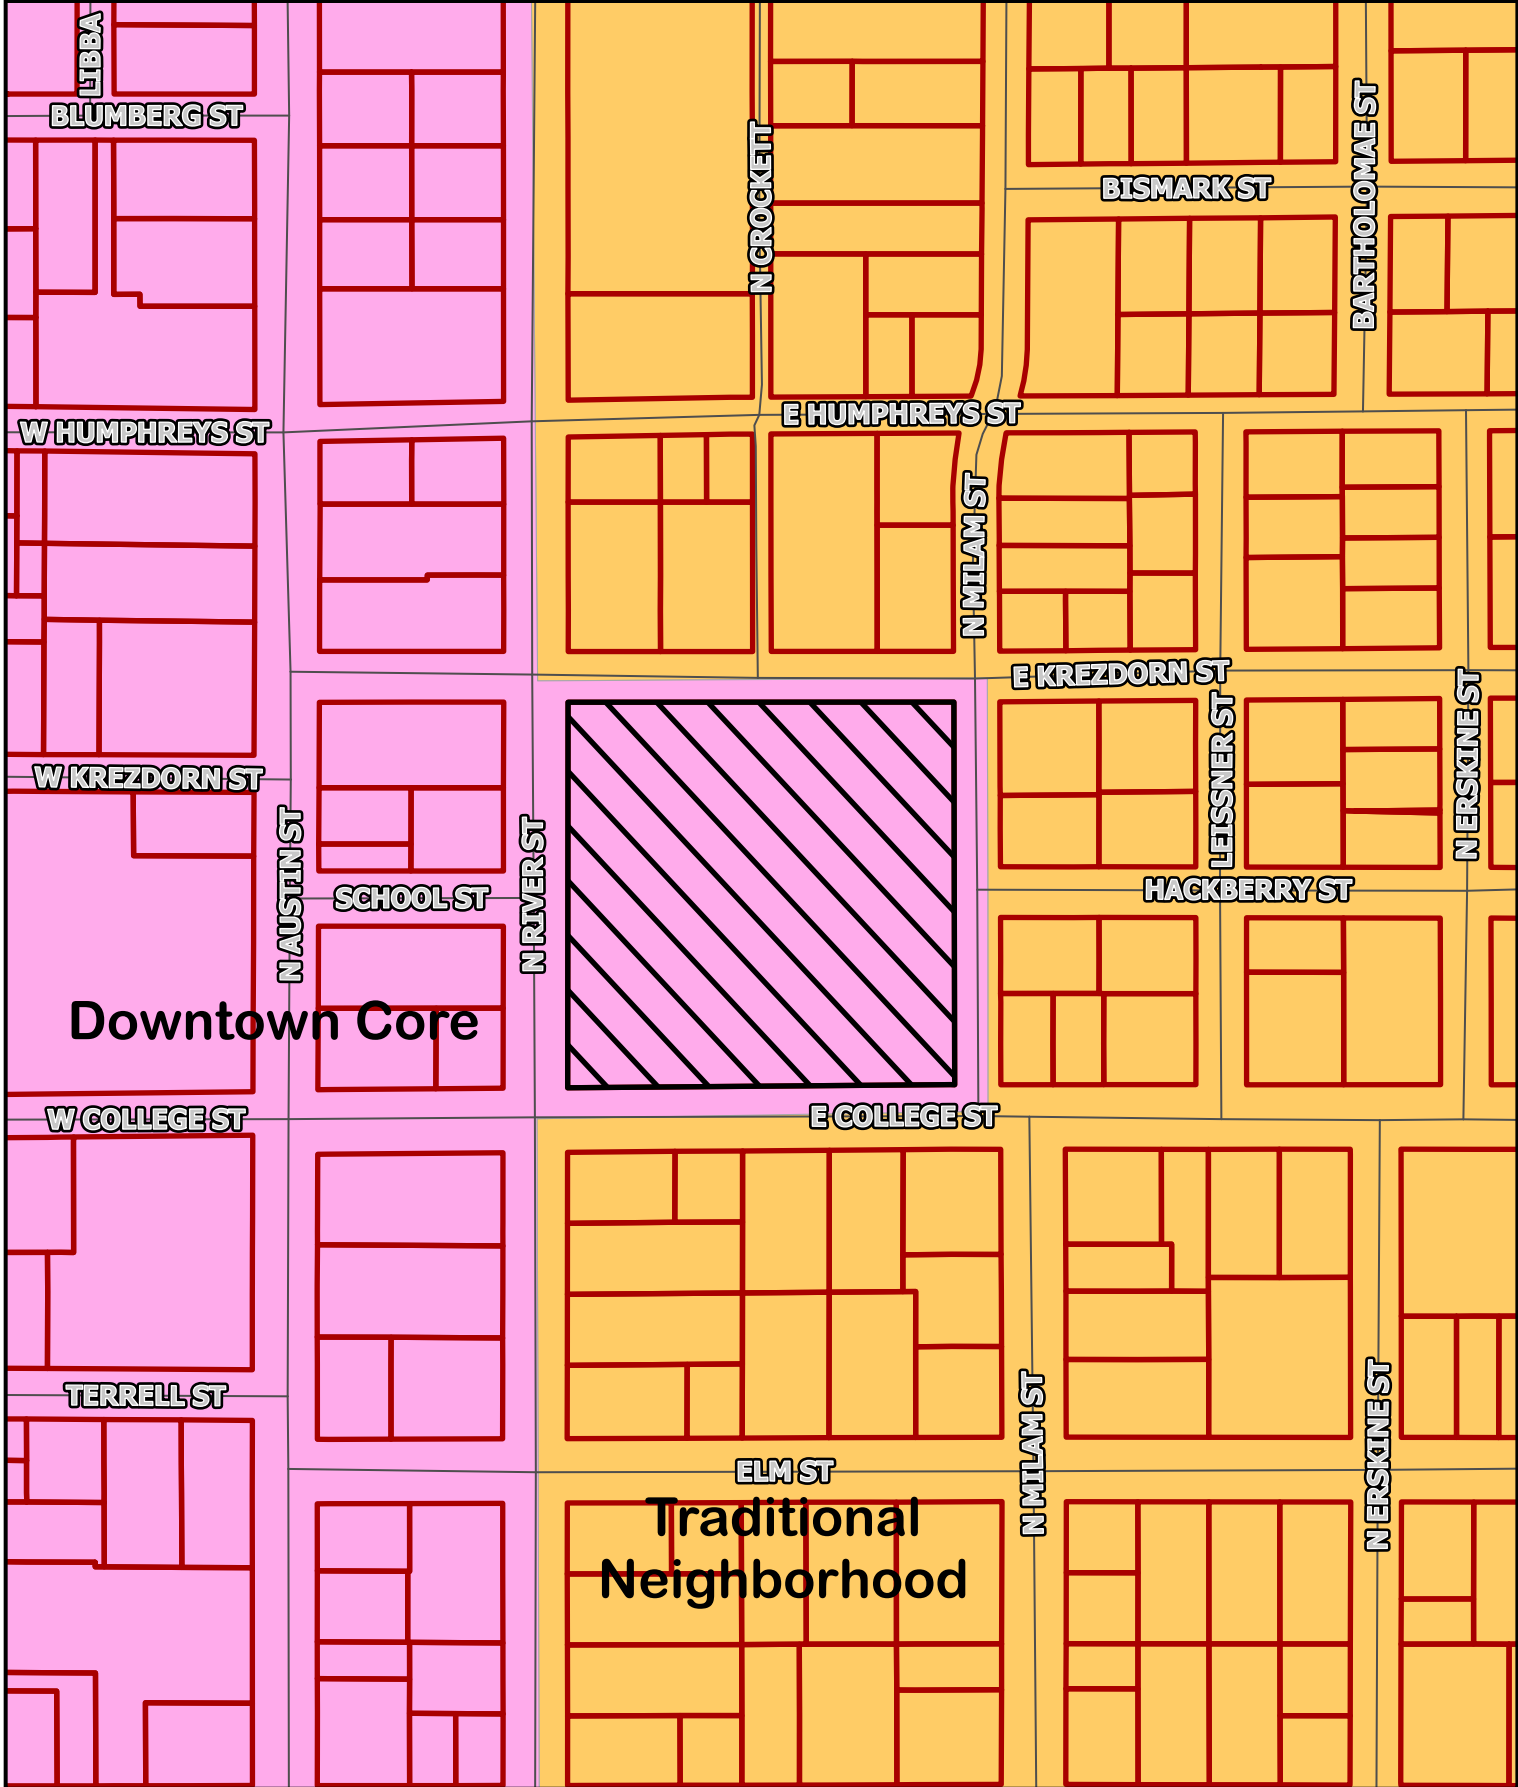 LIBBA
BLUMBERG ST
N CROCKETT
BISMARK ST
BARTHOLOMAE ST
W HUMPHREYS ST
E HUMPHREYS ST
N MILAM ST
E KREZDORN ST
W KREZDORN ST
N AUSTIN ST
N RIVER ST
LEISSNER ST
N ERSKINE ST
SCHOOL ST
HACKBERRY ST
Downtown Core
W COLLEGE ST
E COLLEGE ST
TERRELL ST
N MILAM ST
N ERSKINE ST
ELM ST
Traditional
Neighborhood